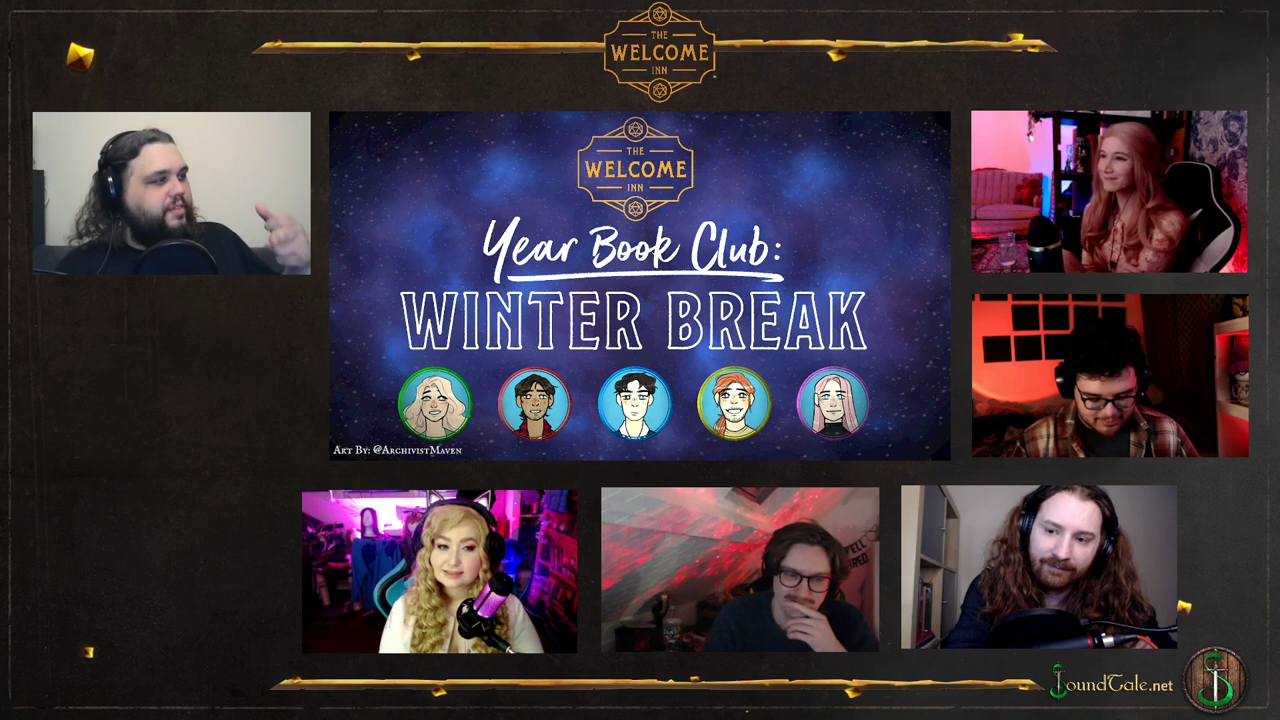 THE
WELCOME
INN
THE
WELCOME
INN
Year Book Club:
WINTER BREAK
Art By: @ArchivistMaven
SoundTale.net